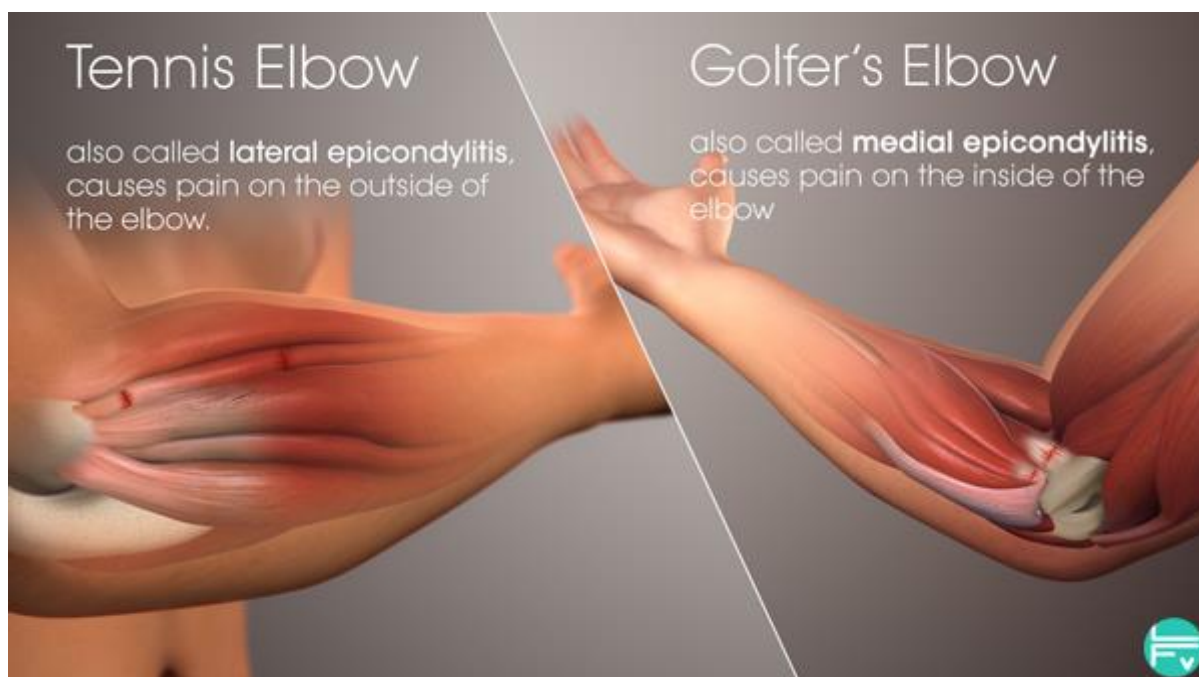 Tennis Elbow
also called lateral epicondylitis,
causes pain on the outside of
the elbow.
Golfer's Elbow
also called medial epicondylitis,
causes pain on the inside of the
elbow
LFv